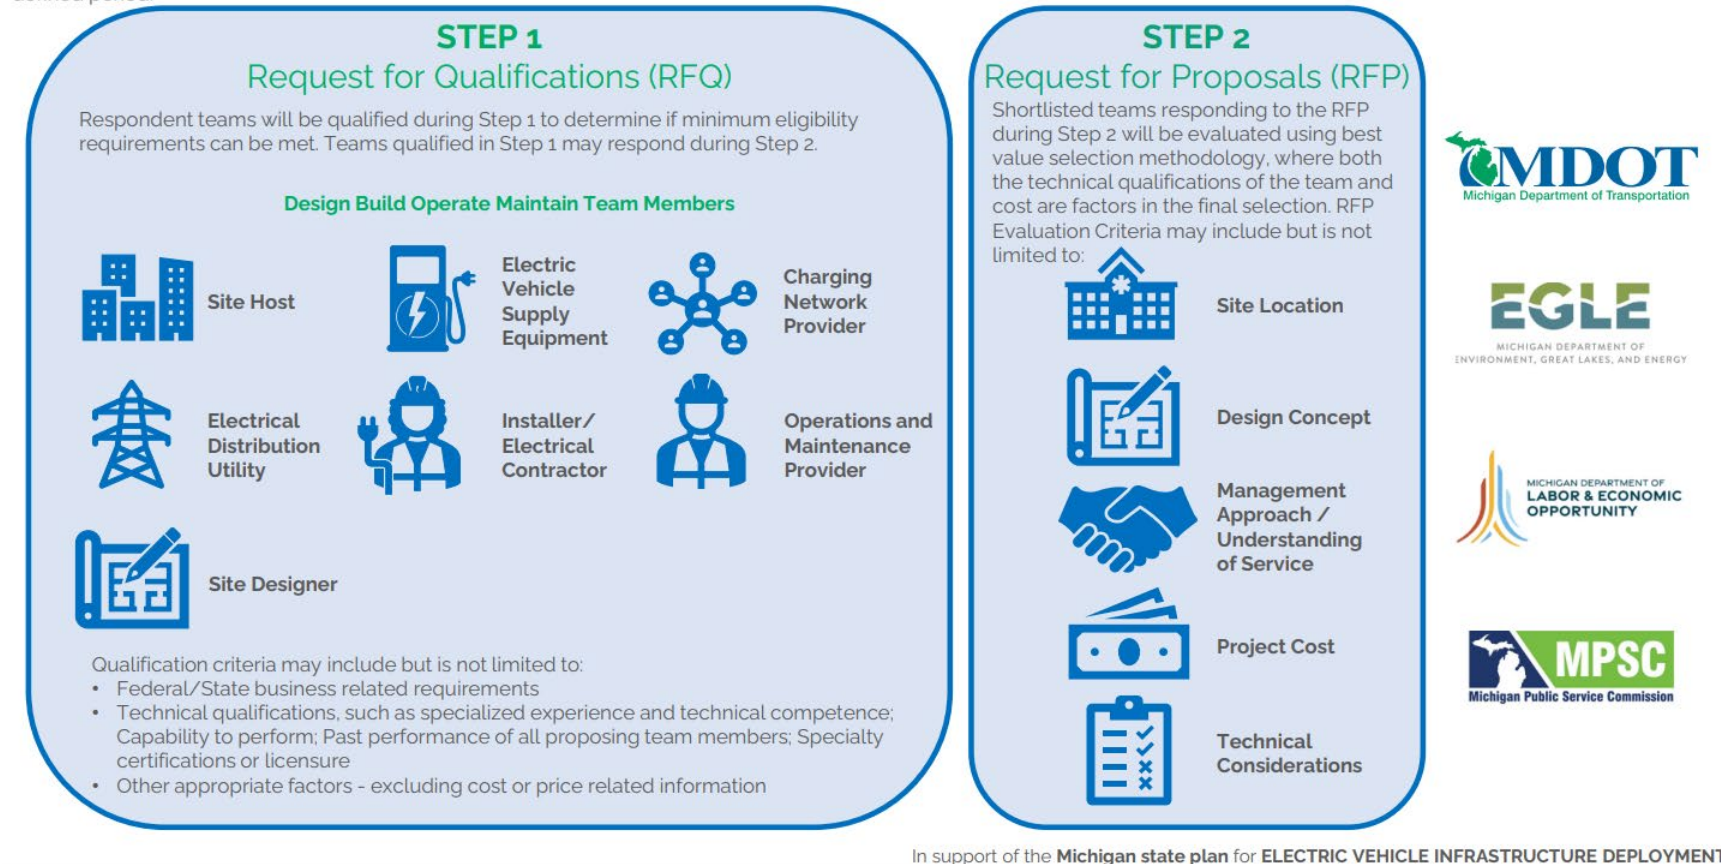 STEP 1
Request for Qualifications (RFQ)
Respondent teams will be qualified during Step 1 to determine if minimum eligibility
requirements can be met. Teams qualified in Step 1 may respond during Step 2.
Design Build Operate Maintain Team Members
Site Host
Electric
Vehicle
Supply
Equipment
Charging
Network
Provider
Electrical
Distribution
Utility
Installer/
Electrical
Contractor
Operations and
Maintenance
Provider
Site Designer
Qualification criteria may include but is not limited to:
• Federal/State business related requirements
• Technical qualifications, such as specialized experience and technical competence;
Capability to perform; Past performance of all proposing team members; Specialty
certifications or licensure
• Other appropriate factors - excluding cost or price related information
STEP 2
Request for Proposals (RFP)
Shortlisted teams responding to the RFP
during Step 2 will be evaluated using best
value selection methodology, where both
the technical qualifications of the team and
cost are factors in the final selection. RFP
Evaluation Criteria may include but is not
limited to:
Site Location
Design Concept
Management
Approach /
Understanding
of Service
Project Cost
Technical
Considerations
MDOT
Michigan Department of Transportation
EGLE
MICHIGAN DEPARTMENT OF
ENVIRONMENT, GREAT LAKES, AND ENERGY
MICHIGAN DEPARTMENT OF
LABOR & ECONOMIC
OPPORTUNITY
MPSC
Michigan Public Service Commission
In support of the Michigan state plan for ELECTRIC VEHICLE INFRASTRUCTURE DEPLOYMENT